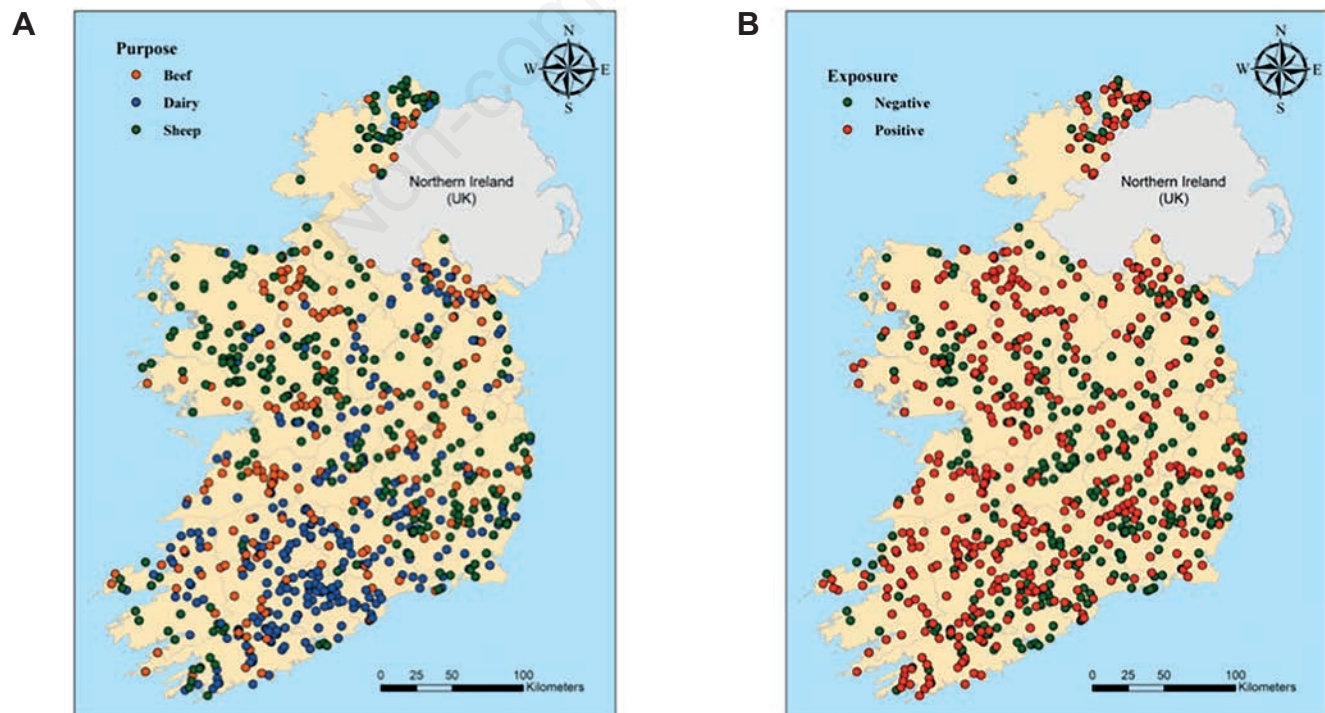 A
Purpose
Beef
Dairy
Sheep
N
W E
S
Northern Ireland
(UK)
0 25 50 100
Kilometers
B
Exposure
Negative
Positive
N
W E
S
Northern Ireland
(UK)
0 25 50 100
Kilometers